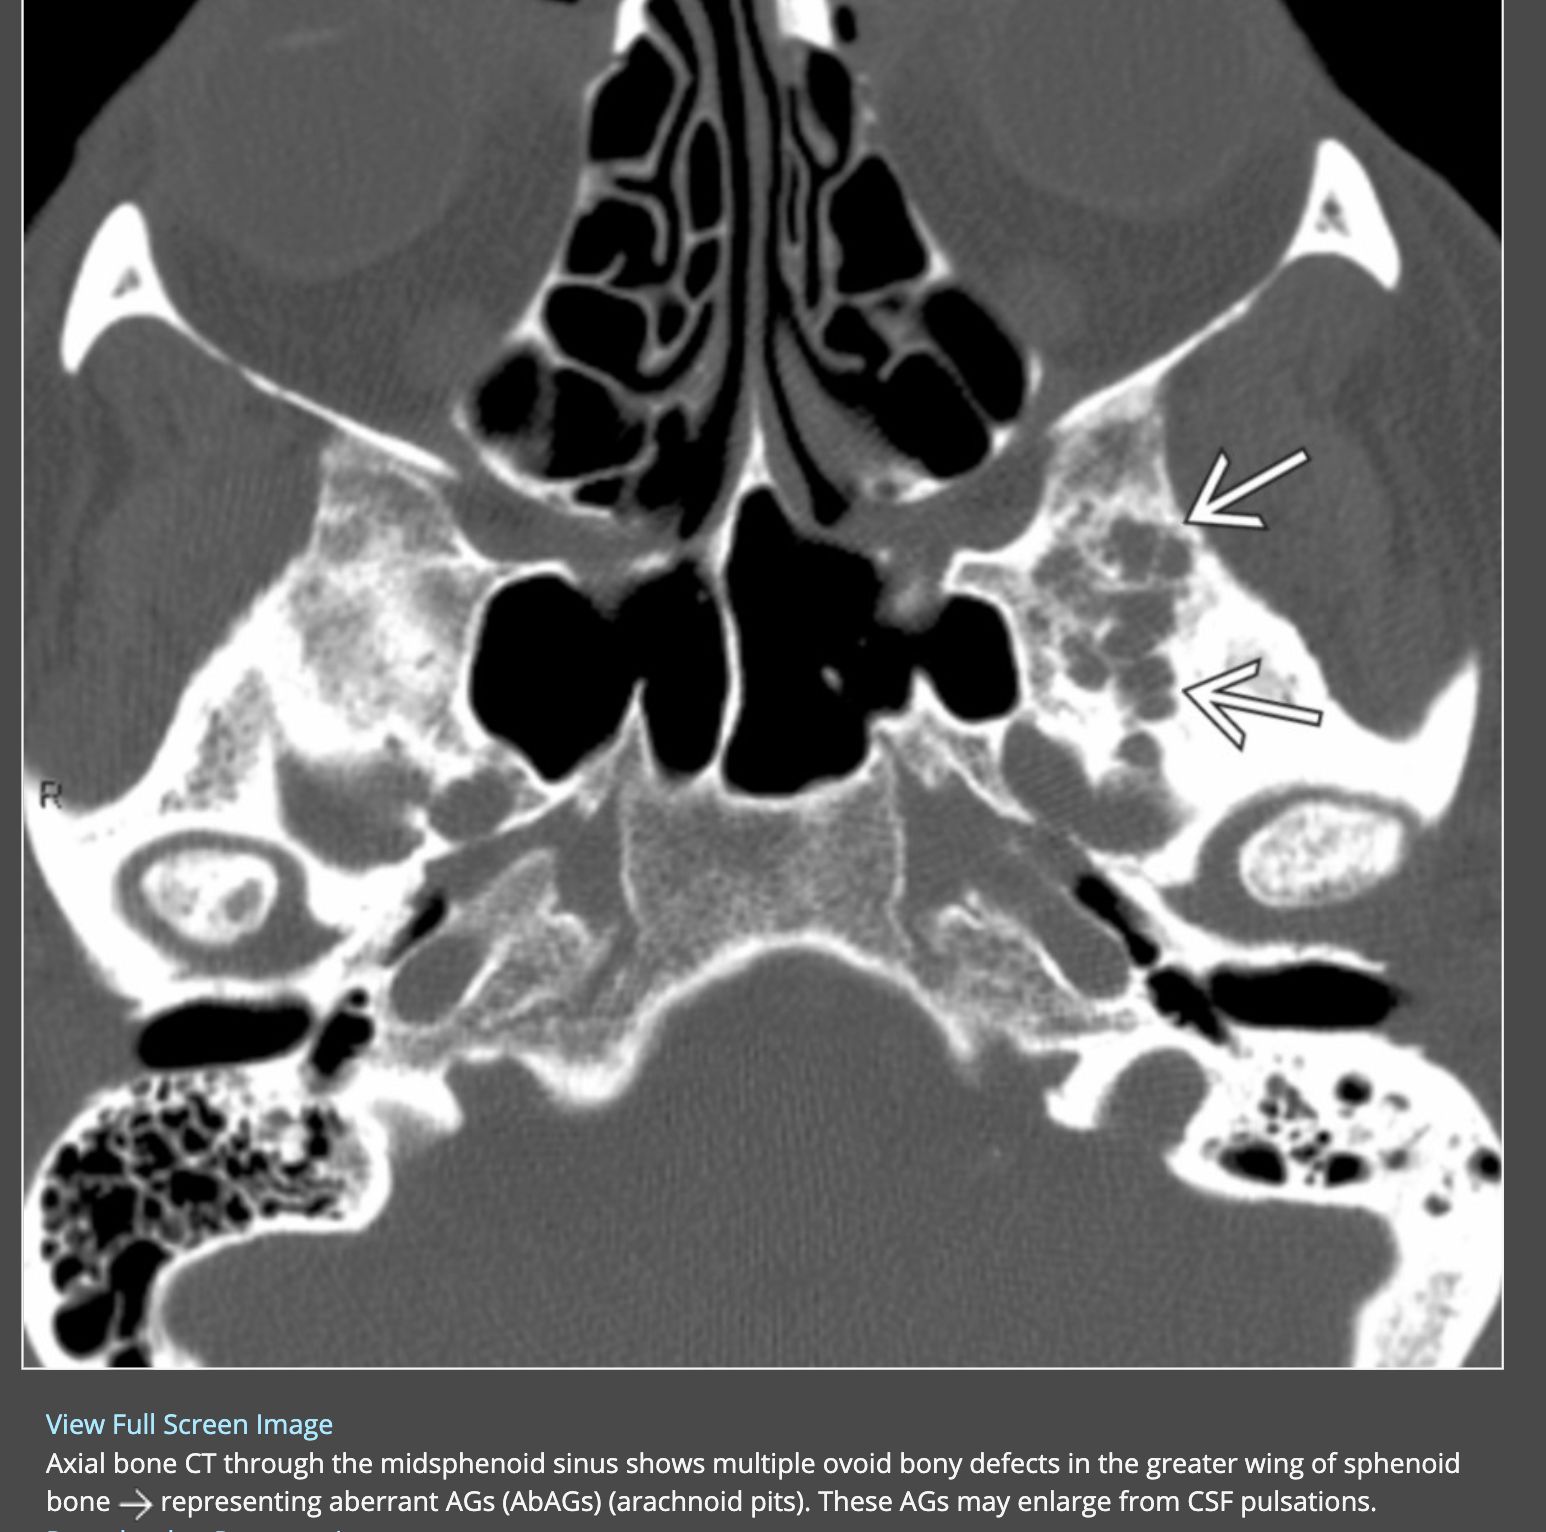 R
View Full Screen Image
Axial bone CT through the midsphenoid sinus shows multiple ovoid bony defects in the greater wing of sphenoid
bone → representing aberrant AGs (AbAGs) (arachnoid pits). These AGs may enlarge from CSF pulsations.